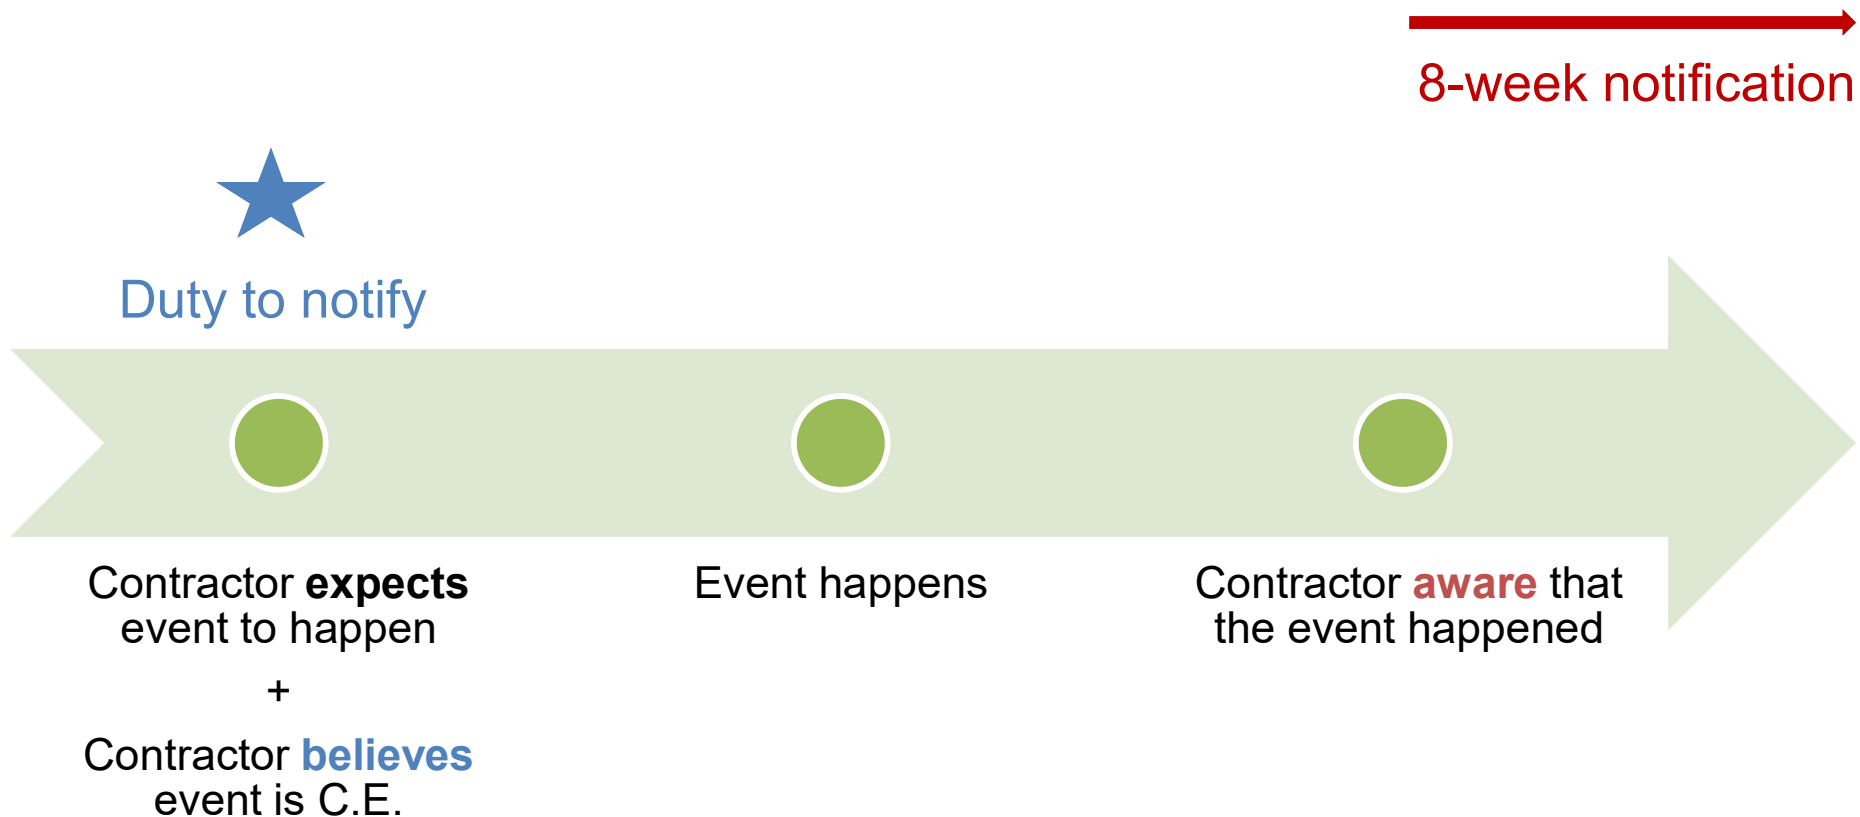 8-week notification
Duty to notify
Contractor expects
event to happen
+
Contractor believes
event is C.E.
Event happens
Contractor aware that
the event happened